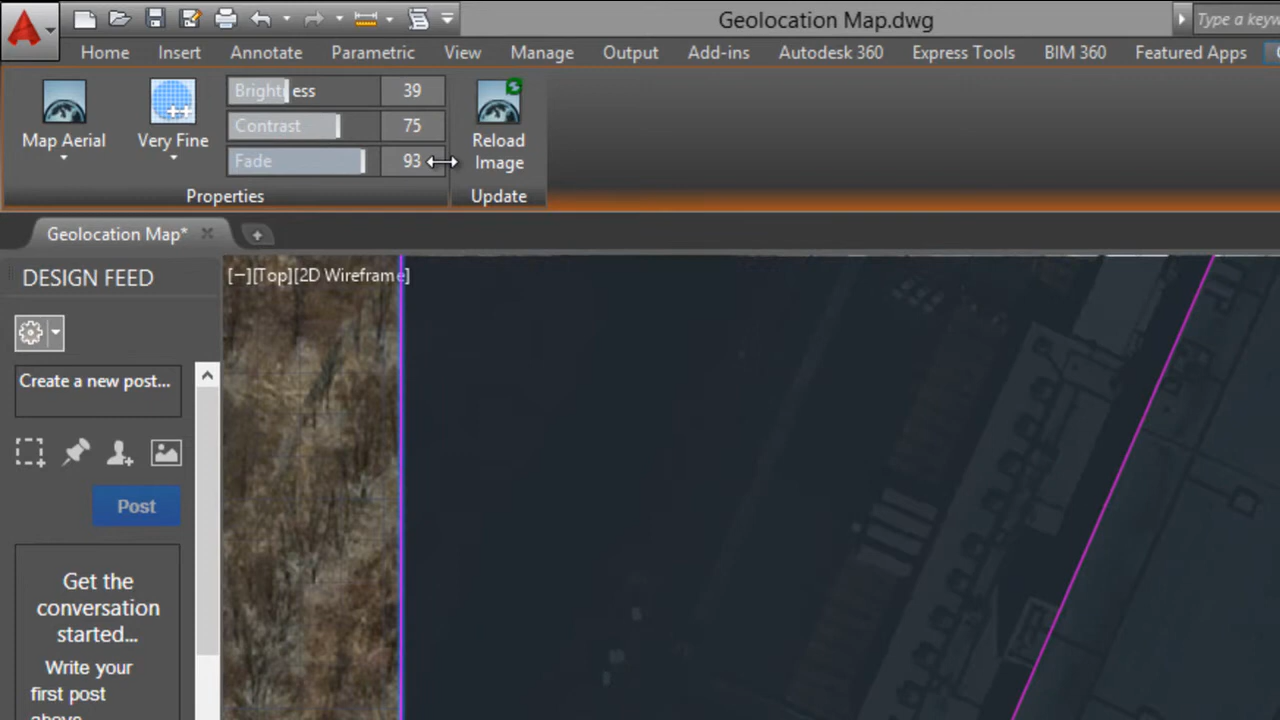 Geolocation Map.dwg
Type a keyw
Home Insert Annotate Parametric View Manage Output Add-ins Autodesk 360 Express Tools BIM 360 Featured Apps
Brightness 39
Contrast 75
Fade 93
Map Aerial
Very Fine
Reload
Image
Properties
Update
Geolocation Map*
DESIGN FEED
[−][Top][2D Wireframe]
Create a new post...
Post
Get the
conversation
started...
Write your
first post
above